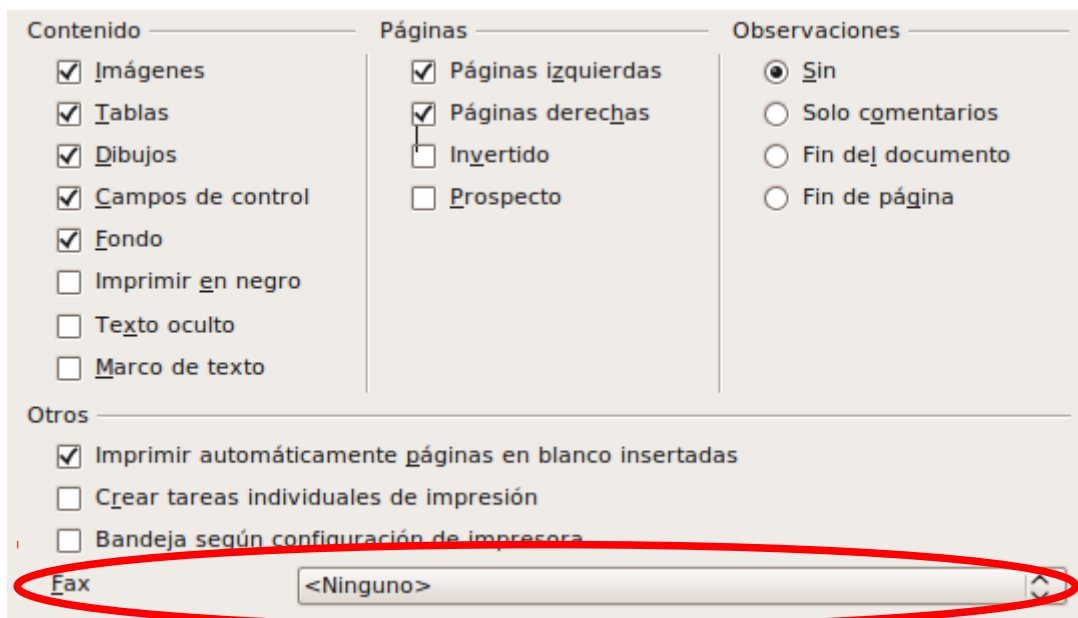 Contenido
Imágenes
Tablas
Dibujos
Campos de control
Fondo
Imprimir en negro
Texto oculto
Marco de texto
Páginas
Páginas izquierdas
Páginas derechas
Invertido
Prospecto
Observaciones
Sin
Solo comentarios
Fin del documento
Fin de página
Otros
Imprimir automáticamente páginas en blanco insertadas
Crear tareas individuales de impresión
Bandeja según configuración de impresora
Fax <Ninguno>